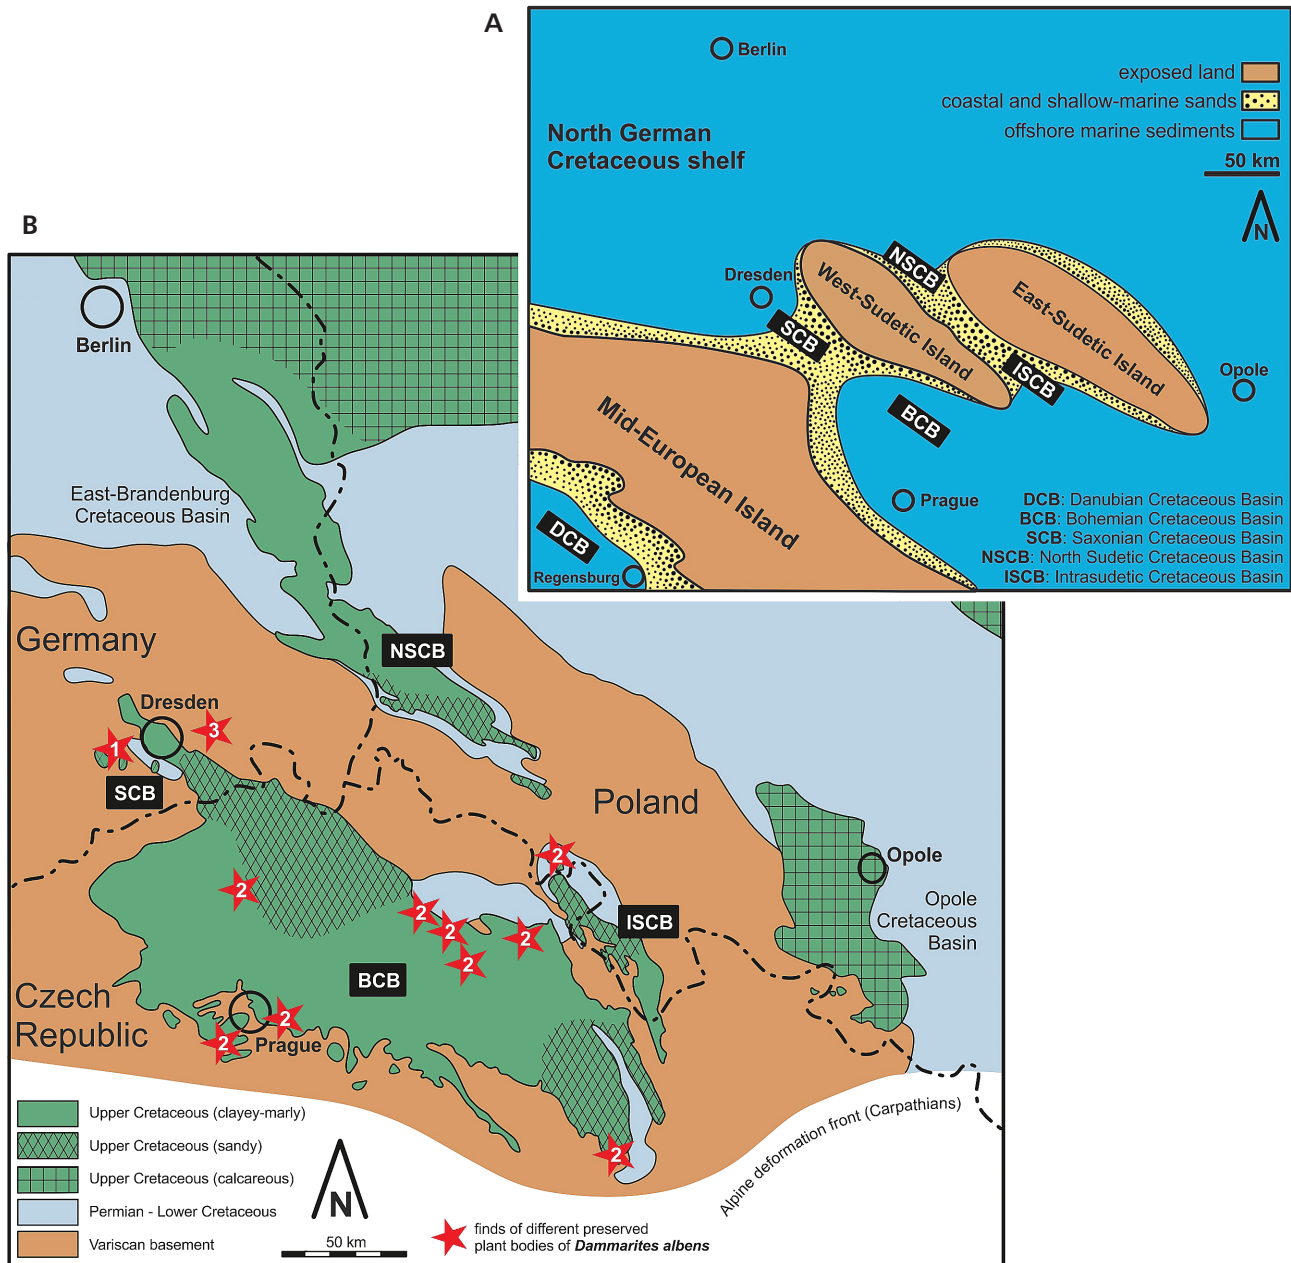 A
Berlin
exposed land
coastal and shallow-marine sands
offshore marine sediments
50 km
N
North German
Cretaceous shelf
NSCB
Dresden
West-Sudetic Island
East-Sudetic Island
SCB
ISCB
Opole
BCB
Mid-European Island
Prague
DCB
Regensburg
DCB: Danubian Cretaceous Basin
BCB: Bohemian Cretaceous Basin
SCB: Saxonian Cretaceous Basin
NSCB: North Sudetic Cretaceous Basin
ISCB: Intrasudetic Cretaceous Basin
B
Berlin
East-Brandenburg
Cretaceous Basin
Germany
NSCB
Dresden
3
1
SCB
Poland
2
Opole
2
2
2
2
2
ISCB
Opole
Cretaceous
Basin
BCB
Czech
Republic
2
2
Prague
2
Alpine deformation front (Carpathians)
Upper Cretaceous (clayey-marly)
Upper Cretaceous (sandy)
Upper Cretaceous (calcareous)
Permian - Lower Cretaceous
Variscan basement
N
50 km
finds of different preserved
plant bodies of Dammarites albens